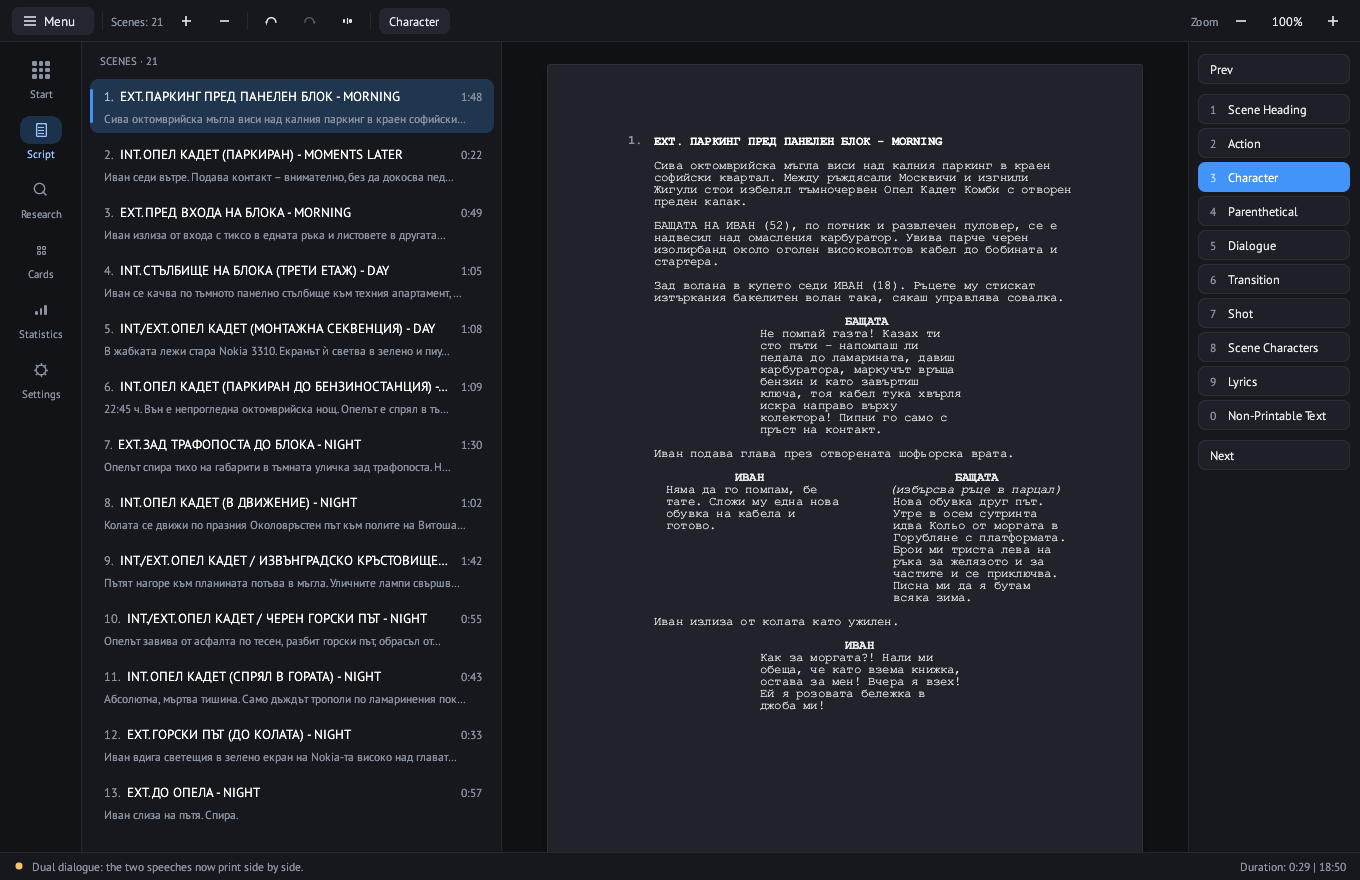 Menu
Scenes: 21
Character
Zoom
100%
Start
Script
Research
Cards
Statistics
Settings
SCENES · 21
1. EXT.ПАРКИНГ ПРЕД ПАНЕЛЕН БЛОК - MORNING 1:48
Сива октомврийска мъгла виси над калния паркинг в краен софийски...
2. INT.ОПЕЛ КАДЕТ (ПАРКИРАН) - MOMENTS LATER 0:22
Иван седи вътре. Подава контакт – внимателно, без да докосва пед...
3. EXT.ПРЕД ВХОДА НА БЛОКА - MORNING 0:49
Иван излиза от входа с тиксо в едната ръка и листовете в другата...
4. INT.СТЪЛБИЩЕ НА БЛОКА (ТРЕТИ ЕТАЖ) - DAY 1:05
Иван се качва по тъмното панелно стълбище към техния апартамент, ...
5. INT./EXT.ОПЕЛ КАДЕТ (МОНТАЖНА СЕКВЕНЦИЯ) - DAY 1:08
В жабката лежи стара Nokia 3310. Екранът ѝ светва в зелено и пиу...
6. INT.ОПЕЛ КАДЕТ (ПАРКИРАН ДО БЕНЗИНОСТАНЦИЯ) -... 1:09
22:45 ч. Вън е непрогледна октомврийска нощ. Опелът е спрял в тъ...
7. EXT.ЗАД ТРАФОПОСТА ДО БЛОКА - NIGHT 1:30
Опелът спира тихо на габарити в тъмната уличка зад трафопоста. Н...
8. INT.ОПЕЛ КАДЕТ (В ДВИЖЕНИЕ) - NIGHT 1:02
Колата се движи по празния Околовръстен път към полите на Витоша...
9. INT./EXT.ОПЕЛ КАДЕТ / ИЗВЪНГРАДСКО КРЪСТОВИЩЕ... 1:42
Пътят нагоре към планината потъва в мъгла. Уличните лампи свършв...
10. INT./EXT.ОПЕЛ КАДЕТ / ЧЕРЕН ГОРСКИ ПЪТ - NIGHT 0:55
Опелът завива от асфалта по тесен, разбит горски път, обрасъл от...
11. INT.ОПЕЛ КАДЕТ (СПРЯЛ В ГОРАТА) - NIGHT 0:43
Абсолютна, мъртва тишина. Само дъждът трополи по ламаринения пок...
12. EXT.ГОРСКИ ПЪТ (ДО КОЛАТА) - NIGHT 0:33
Иван вдига светещия в зелено екран на Nokia-та високо над глават...
13. EXT.ДО ОПЕЛА - NIGHT 0:57
Иван слиза на пътя. Спира.
1. EXT. ПАРКИНГ ПРЕД ПАНЕЛЕН БЛОК - MORNING
Сива октомврийска мъгла виси над калния паркинг в краен
софийски квартал. Между ръждясали Москвичи и изгнили
Жигули стои избелял тъмночервен Опел Кадет Комби с отворен
преден капак.
БАЩАТА НА ИВАН (52), по потник и развлечен пуловер, се е
надвесил над омасления карбуратор. Увива парче черен
изолирбанд около оголен високоволтов кабел до бобината и
стартера.
Зад волана в купето седи ИВАН (18). Ръцете му стискат
изтъркания бакелитен волан така, сякаш управлява совалка.
БАЩАТА
Не помпай газта! Казах ти
сто пъти – напомпаш ли
педала до ламарината, давиш
карбуратора, маркучът връща
бензин и като завъртиш
ключа, тоя кабел тука хвърля
искра направо върху
колектора! Пипни го само с
пръст на контакт.
Иван подава глава през отворената шофьорска врата.
ИВАН
Няма да го помпам, бе
тате. Сложи му една нова
обувка на кабела и
готово.
БАЩАТА
(избърсва ръце в парцал)
Нова обувка друг път.
Утре в осем сутринта
идва Кольо от моргата в
Горубляне с платформата.
Брои ми триста лева на
ръка за желязото и за
частите и се приключва.
Писна ми да я бутам
всяка зима.
Иван излиза от колата като ужилен.
ИВАН
Как за моргата?! Нали ми
обеща, че като взема книжка,
остава за мен! Вчера я взех!
Ей я розовата бележка в
джоба ми!
Prev
1 Scene Heading
2 Action
3 Character
4 Parenthetical
5 Dialogue
6 Transition
7 Shot
8 Scene Characters
9 Lyrics
0 Non-Printable Text
Next
Dual dialogue: the two speeches now print side by side.
Duration: 0:29 | 18:50